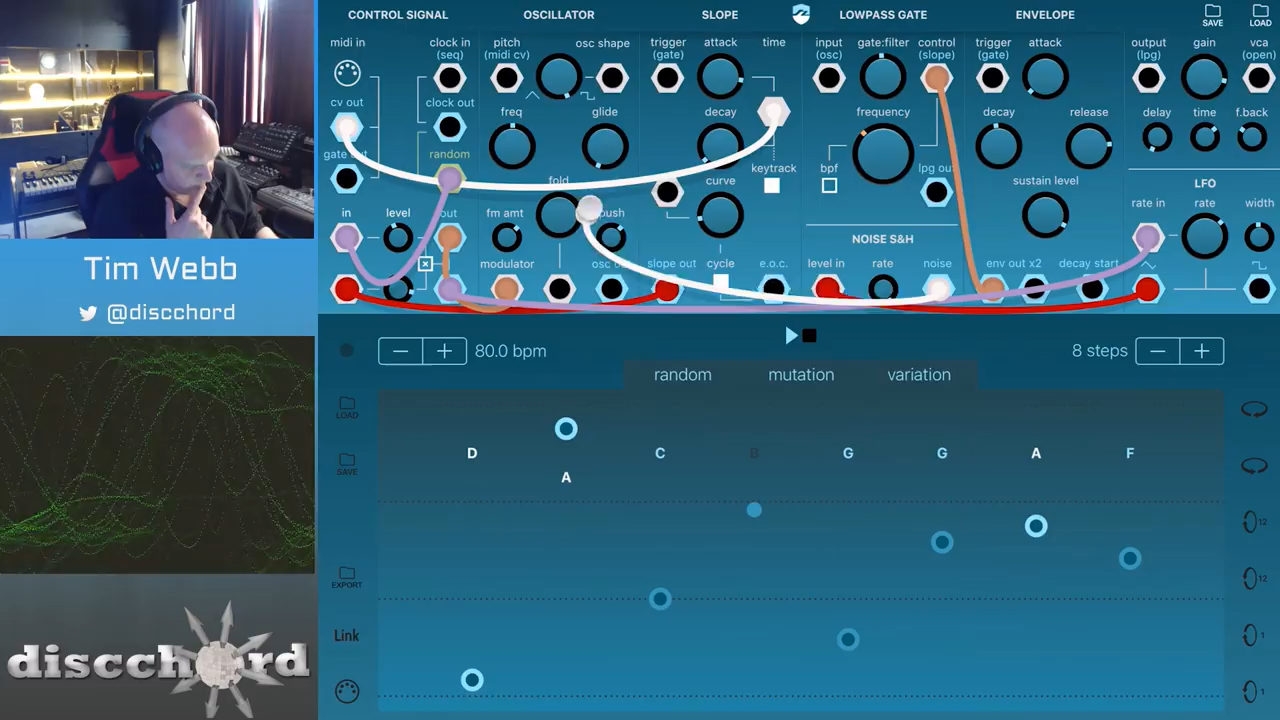 CONTROL SIGNAL
OSCILLATOR
SLOPE
LOWPASS GATE
ENVELOPE
SAVE
LOAD
midi in
clock in
(seq)
pitch
(midi cv)
osc shape
trigger
(gate)
attack
time
input
(osc)
gate:filter
control
(slope)
trigger
(gate)
attack
output
(lpg)
gain
vca
(open)
cv out
clock out
freq
glide
decay
frequency
decay
release
delay
time
f.back
random
keytrack
bpf
lpg out
fold
curve
sustain level
LFO
in
level
out
fm amt
push
NOISE S&H
rate in
rate
width
modulator
slope out
cycle
e.o.c.
level in
rate
noise
env out x2
decay start
Tim Webb
@discchord
80.0 bpm
8 steps
random
mutation
variation
LOAD
SAVE
D
A
C
B
G
G
A
F
12
12
EXPORT
Link
1
1
discchord